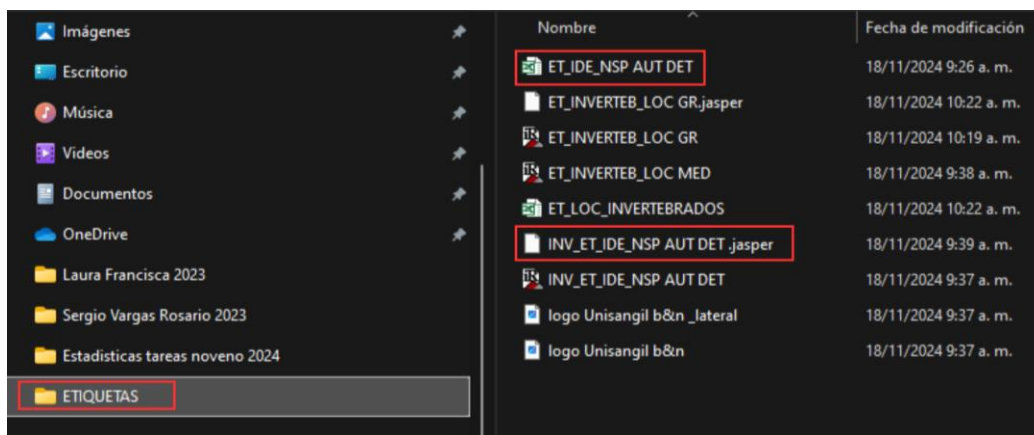 Imágenes
Escritorio
Música
Videos
Documentos
OneDrive
Laura Francisca 2023
Sergio Vargas Rosario 2023
Estadisticas tareas noveno 2024
ETIQUETAS
Nombre Fecha de modificación
ET_IDE_NSP AUT DET 18/11/2024 9:26 a. m.
ET_INVERTEB_LOC GR.jasper 18/11/2024 10:22 a. m.
ET_INVERTEB_LOC GR 18/11/2024 10:19 a. m.
ET_INVERTEB_LOC MED 18/11/2024 9:38 a. m.
ET_LOC_INVERTEBRADOS 18/11/2024 10:22 a. m.
INV_ET_IDE_NSP AUT DET .jasper 18/11/2024 9:39 a. m.
INV_ET_IDE_NSP AUT DET 18/11/2024 9:37 a. m.
logo Unisangil b&n _lateral 18/11/2024 9:37 a. m.
logo Unisangil b&n 18/11/2024 9:37 a. m.